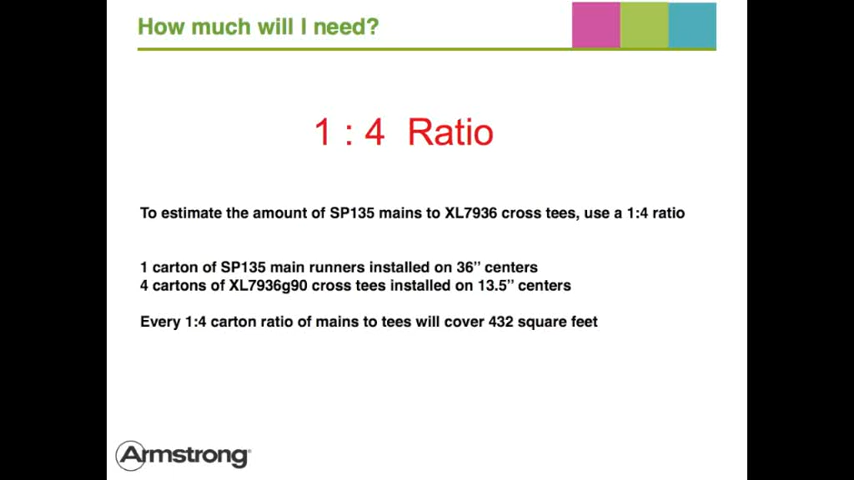 How much will I need?
1 : 4 Ratio
To estimate the amount of SP135 mains to XL7936 cross tees, use a 1:4 ratio
1 carton of SP135 main runners installed on 36’’ centers
4 cartons of XL7936g90 cross tees installed on 13.5’’ centers
Every 1:4 carton ratio of mains to tees will cover 432 square feet
Armstrong